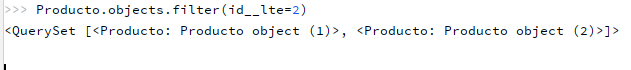 >>> Producto.objects.filter(id__lte=2)
<QuerySet [<Producto: Producto object (1)>, <Producto: Producto object (2)>]>